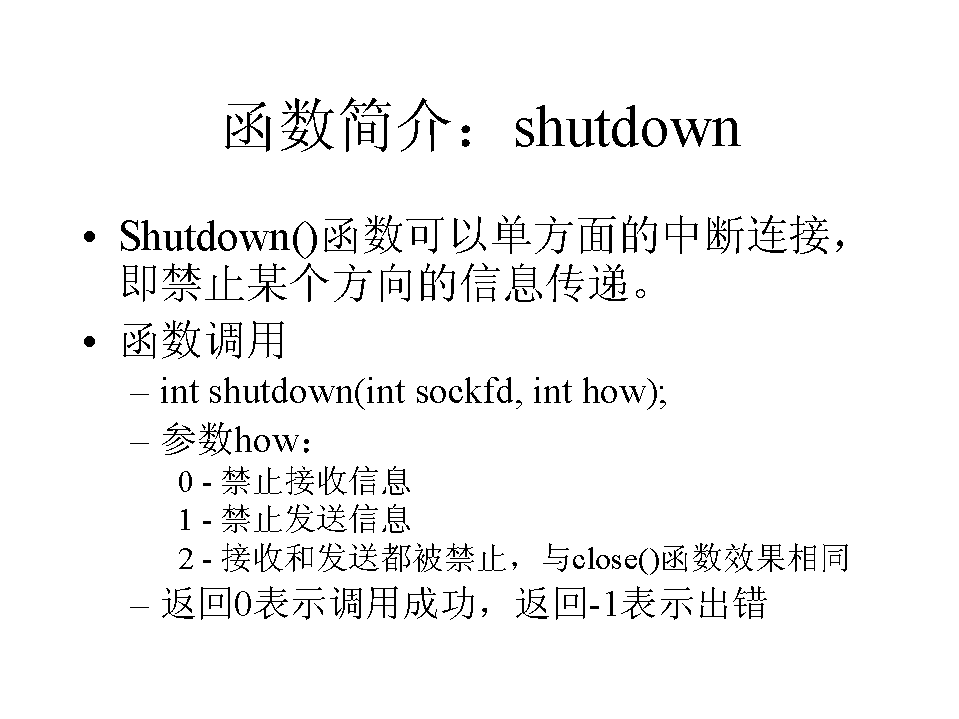 函数简介：shutdown
• Shutdown()函数可以单方面的中断连接，
即禁止某个方向的信息传递。
• 函数调用
– int shutdown(int sockfd, int how);
– 参数how：
0 - 禁止接收信息
1 - 禁止发送信息
2 - 接收和发送都被禁止，与close()函数效果相同
– 返回0表示调用成功，返回-1表示出错